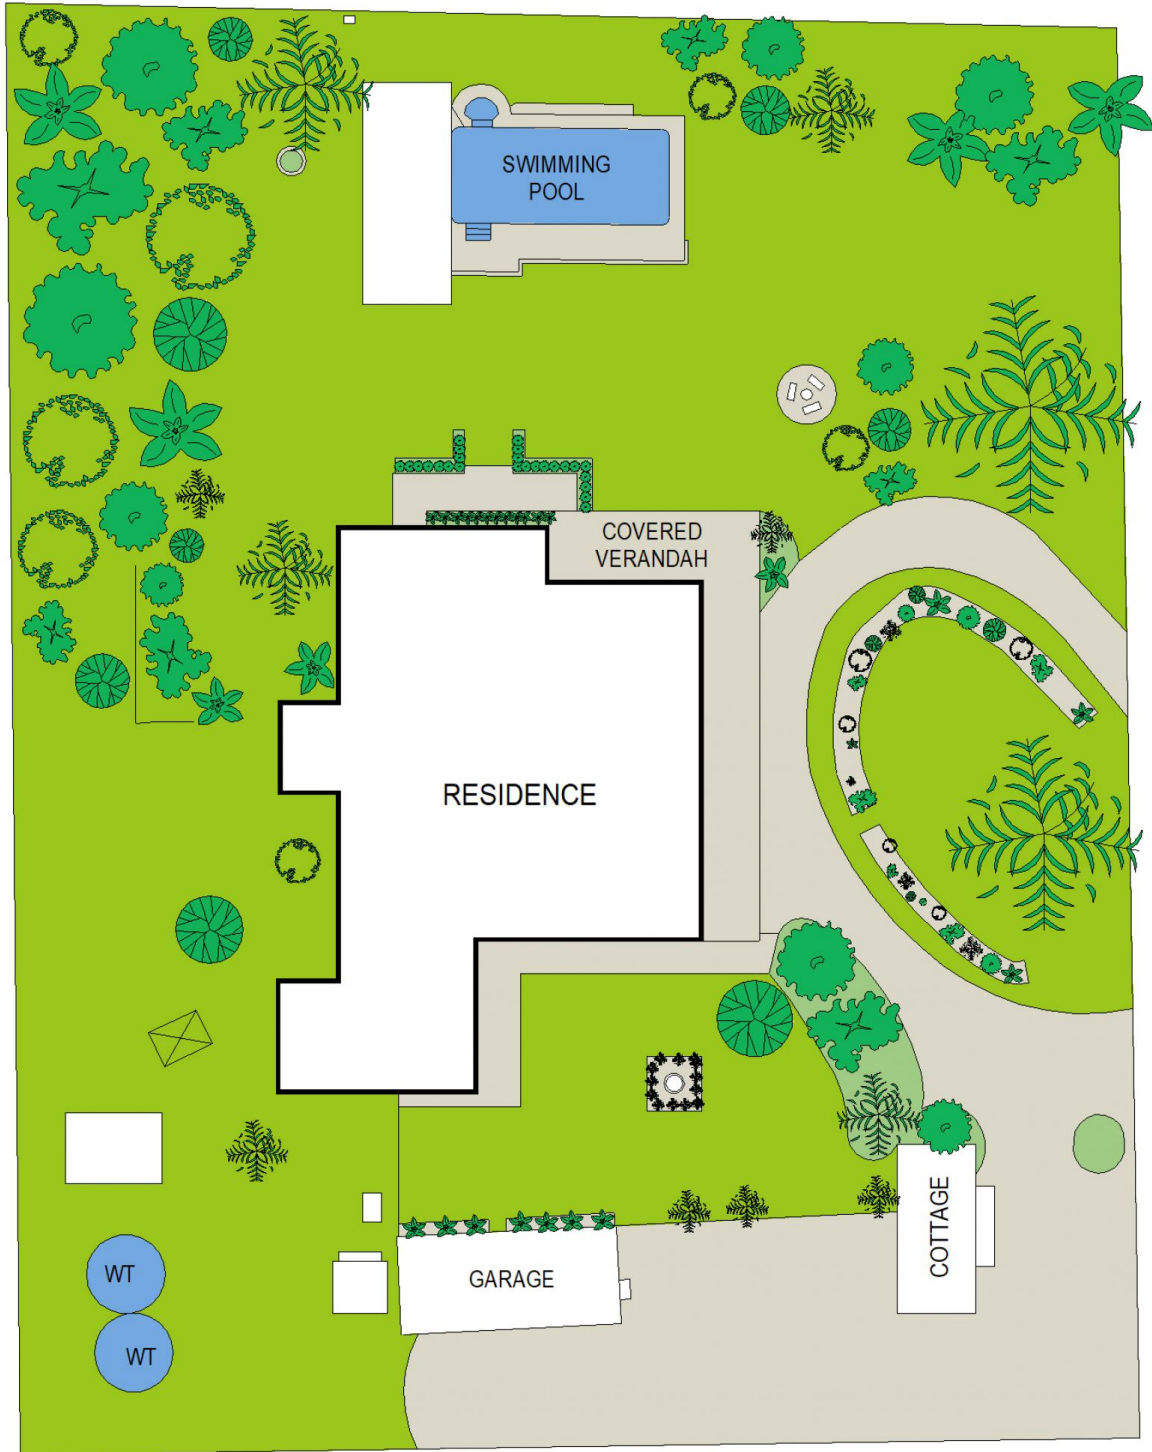 SWIMMING
POOL
COVERED
VERANDAH
RESIDENCE
COTTAGE
GARAGE
WT
WT